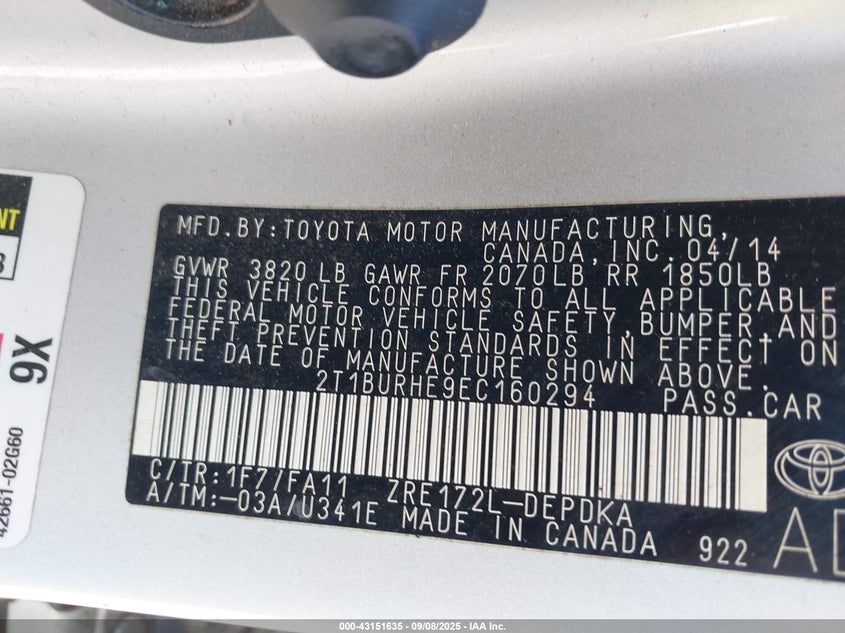 MFD.BY:TOYOTA MOTOR MANUFACTURING,
CANADA,INC. 04/14
GVWR 3820 LB GAWR FR 2070LB RR 1850LB
THIS VEHICLE CONFORMS TO ALL APPLICABLE
FEDERAL MOTOR VEHICLE SAFETY,BUMPER,AND
THEFT PREVENTION STANDARDS IN EFFECT ON
THE DATE OF MANUFACTURE SHOWN ABOVE.
2T1BURHE9EC160294 PASS.CAR
C/TR:1F77/FA11 ZRE172L-DEPDKA
A/TM:-03A/U341E MADE IN CANADA 922
NT
9X
42661-02G60
000-43151635 - 09/08/2025 - IAA Inc.